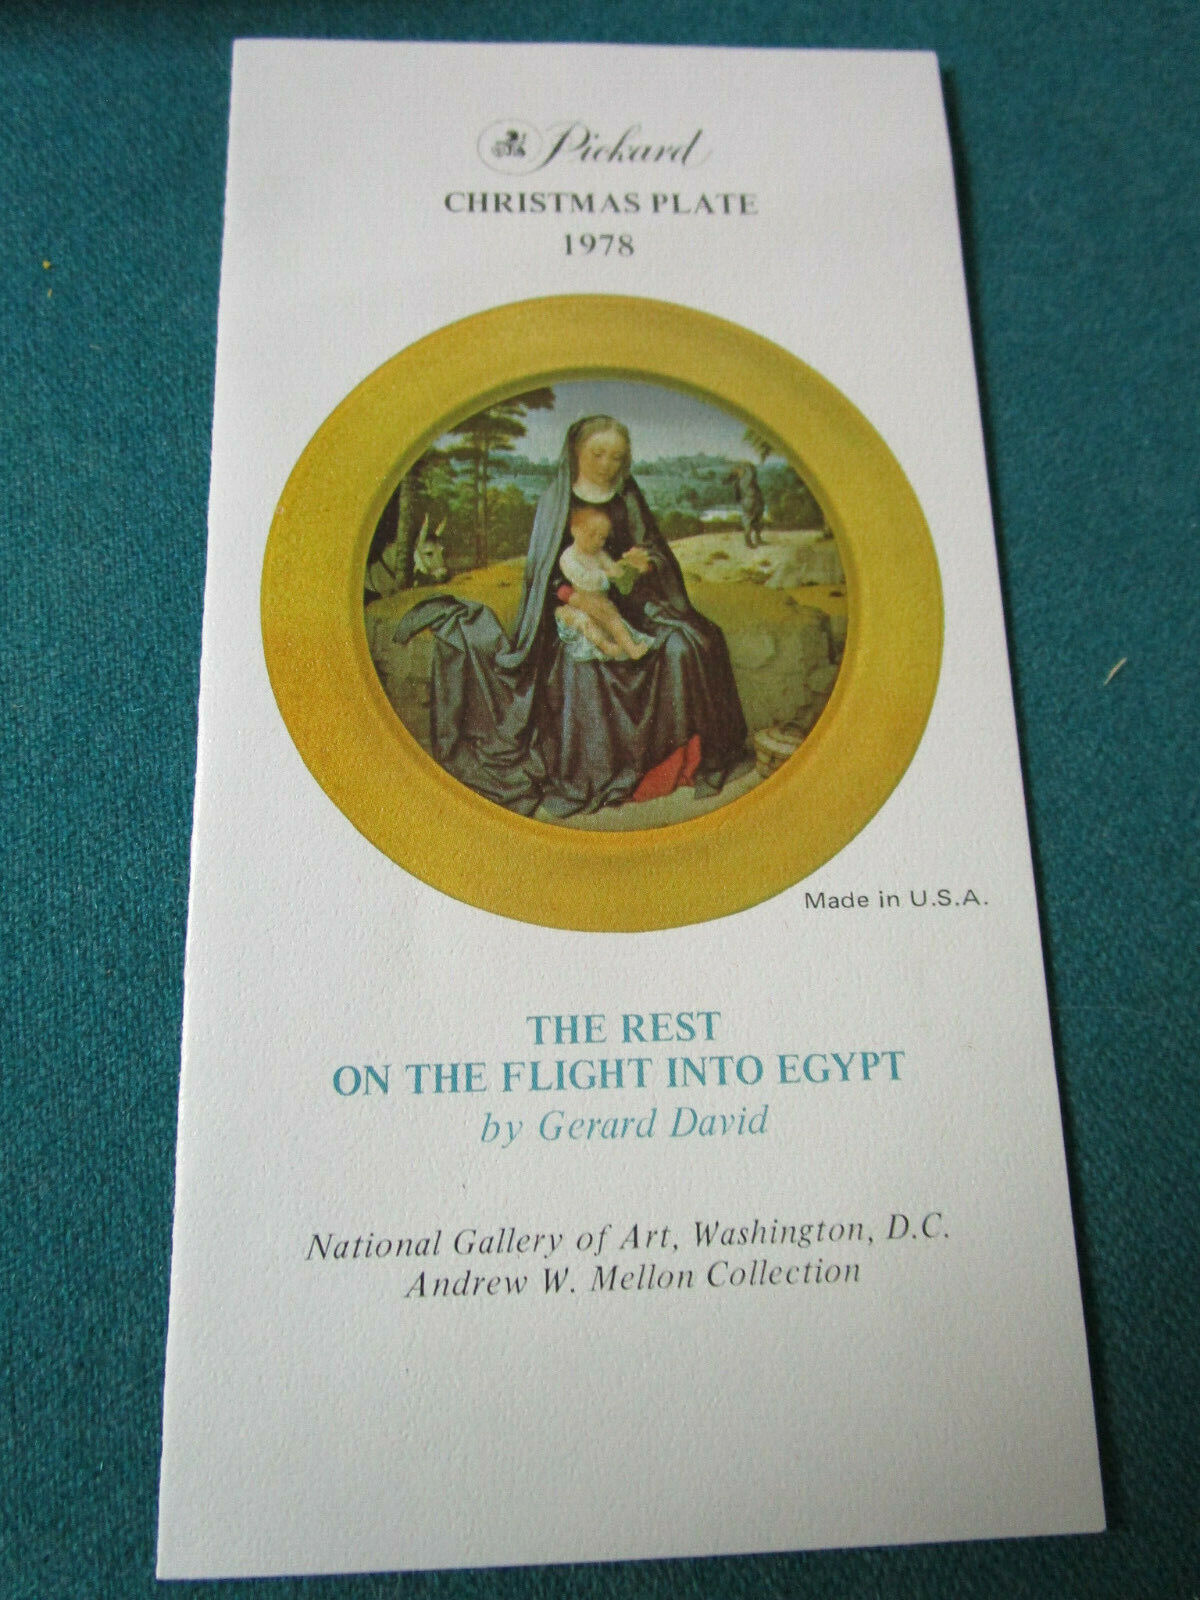 Pickard
CHRISTMAS PLATE
1978
Made in U.S.A.
THE REST
ON THE FLIGHT INTO EGYPT
by Gerard David
National Gallery of Art, Washington, D.C.
Andrew W. Mellon Collection